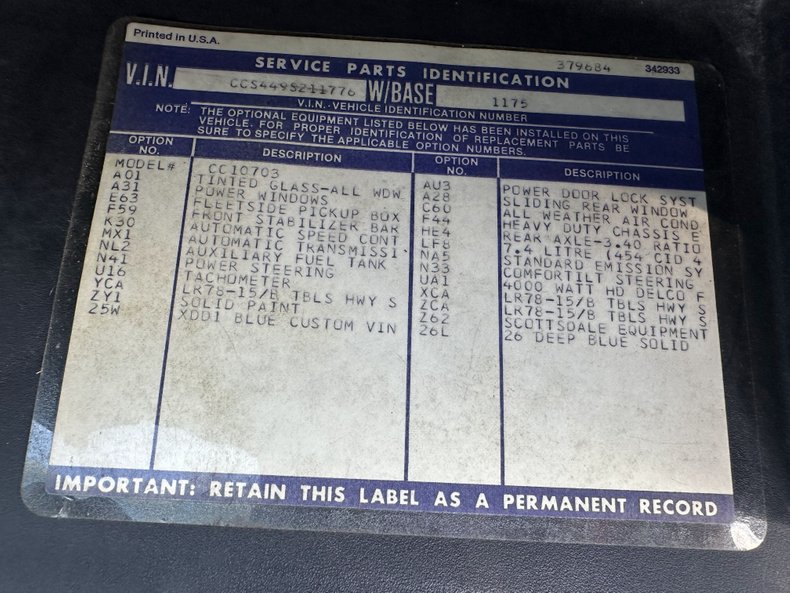 Printed in U.S.A.
SERVICE PARTS IDENTIFICATION 379684 342933
V.I.N. CCS449S211776 W/BASE 1175
V.I.N.-VEHICLE IDENTIFICATION NUMBER
NOTE: THE OPTIONAL EQUIPMENT LISTED BELOW HAS BEEN INSTALLED ON THIS
VEHICLE. FOR PROPER IDENTIFICATION OF REPLACEMENT PARTS BE
SURE TO SPECIFY THE APPLICABLE OPTION NUMBERS.
OPTION NO. DESCRIPTION OPTION NO. DESCRIPTION
MODEL# CC10703 AU3 POWER DOOR LOCK SYST
A01 TINTED GLASS-ALL WDW A28 SLIDING REAR WINDOW
A31 POWER WINDOWS C60 ALL WEATHER AIR COND
E63 FLEETSIDE PICKUP BOX F44 HEAVY DUTY CHASSIS E
F59 FRONT STABILIZER BAR HE4 REAR AXLE-3.40 RATIO
K30 AUTOMATIC SPEED CONT LF8 7.4 LITRE (454 CID 4
MX1 AUTOMATIC TRANSMISSI NA5 STANDARD EMISSION SY
NL2 AUXILIARY FUEL TANK N33 COMFORTILT STEERING
N41 POWER STEERING UA1 4000 WATT HD DELCO F
U16 TACHOMETER XCA LR78-15/B TBLS HWY S
YCA LR78-15/B TBLS HWY S ZCA LR78-15/B TBLS HWY S
ZY1 SOLID PAINT Z62 SCOTTSDALE EQUIPMENT
25W XDD1 BLUE CUSTOM VIN 26L 26 DEEP BLUE SOLID
IMPORTANT: RETAIN THIS LABEL AS A PERMANENT RECORD